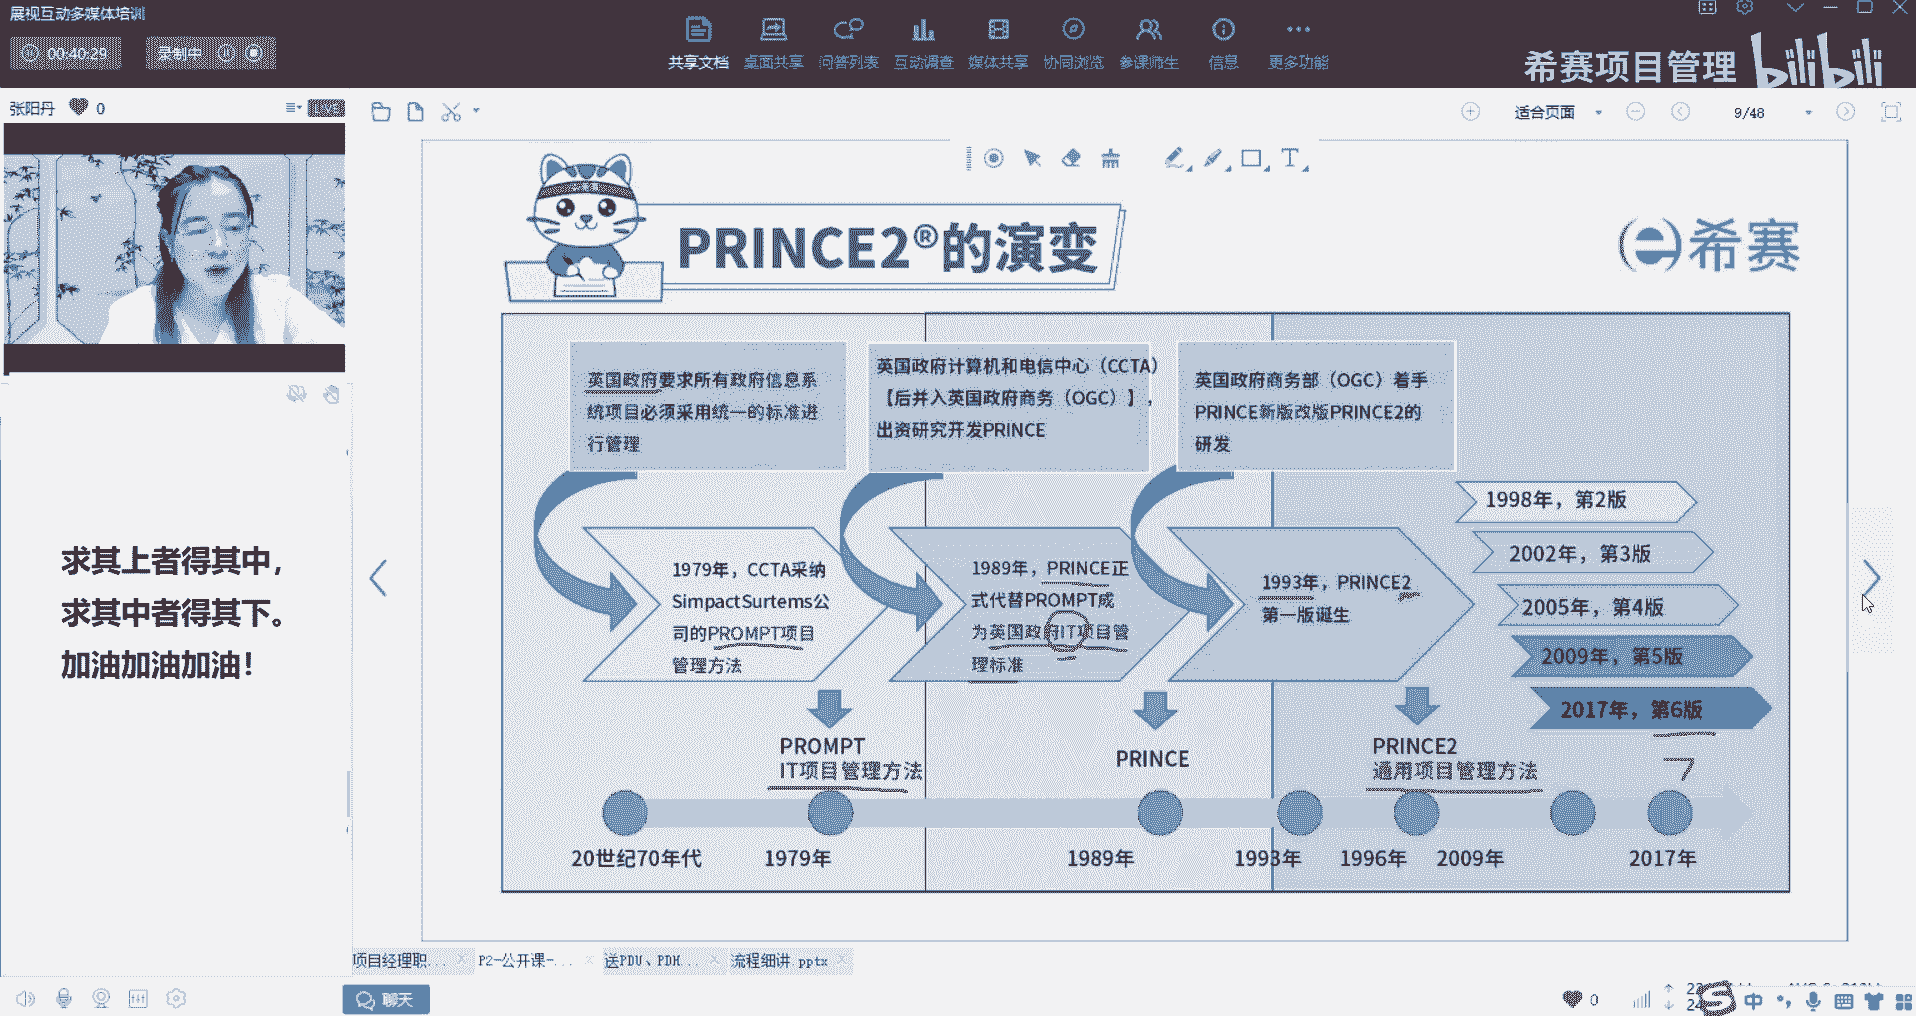 展视互动多媒体培训
00:40:29
录制中
共享文档
桌面共享
问答列表
互动调查
媒体共享
协同浏览
参课师生
信息
更多功能
希赛项目管理
bilibili
张阳丹
0
适合页面
9/48
PRINCE2®的演变
希赛
英国政府要求所有政府信息系
统项目必须采用统一的标准进
行管理
英国政府计算机和电信中心（CCTA）
【后并入英国政府商务（OGC）】，
出资研究开发PRINCE
英国政府商务部（OGC）着手
PRINCE新版改版PRINCE2的
研发
1979年，CCTA采纳
SimpactSurtems公
司的PROMPT项目
管理方法
1989年，PRINCE正
式代替PROMPT成
为英国政府IT项目管
理标准
1993年，PRINCE2
第一版诞生
1998年，第2版
2002年，第3版
2005年，第4版
2009年，第5版
2017年，第6版
7
PROMPT
IT项目管理方法
PRINCE
PRINCE2
通用项目管理方法
20世纪70年代
1979年
1989年
1993年
1996年
2009年
2017年
求其上者得其中，
求其中者得其下。
加油加油加油！
项目经理职...
P2-公开课-...
送PDU、PDH...
流程细讲.pptx
聊天
0
中